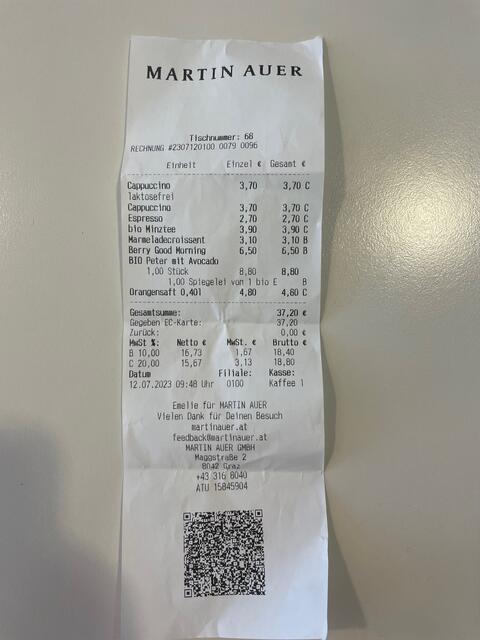 MARTIN AUER
Tischnummer: 68
RECHNUNG #2307120100 0079 0096
Einheit Einzel € Gesamt €
Cappuccino 3,70 3,70 C
laktosefrei
Cappuccino 3,70 3,70 C
Espresso 2,70 2,70 C
bio Minztee 3,90 3,90 C
Marmeladecroissant 3,10 3,10 B
Berry Good Morning 6,50 6,50 B
BIO Peter mit Avocado
1,00 Stück 8,80 8,80
1,00 Spiegelei von 1 bio E B
Orangensaft 0,40l 4,80 4,80 C
Gesamtsumme: 37,20 €
Gegeben EC-Karte: 37,20
Zurück: 0,00 €
MwSt %: Netto € MwSt. € Brutto €
B 10,00 16,73 1,67 18,40
C 20,00 15,67 3,13 18,80
Datum Filiale: Kasse:
12.07.2023 09:48 Uhr 0100 Kaffee 1
Emelie für MARTIN AUER
Vielen Dank für Deinen Besuch
martinauer.at
feedback@martinauer.at
MARTIN AUER GMBH
Maggstraße 2
8042 Graz
+43 316 8040
ATU 15845904